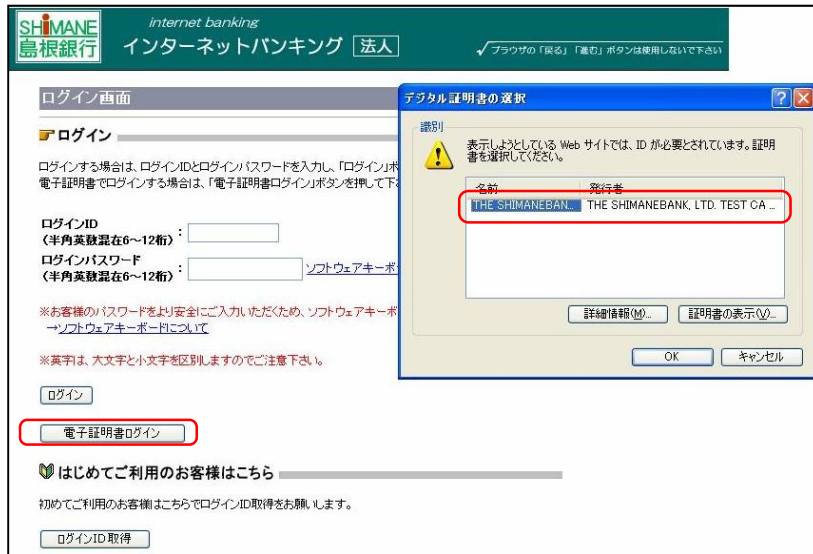 SHIMANE
島根銀行
internet banking
インターネットバンキング 法人
√ブラウザの「戻る」「進む」ボタンは使用しないで下さい
ログイン画面
ログイン
ログインする場合は、ログインIDとログインパスワードを入力し、「ログイン」ボ
電子証明書でログインする場合は、「電子証明書ログイン」ボタンを押して下
ログインID
(半角英数混在6～12桁) :
ログインパスワード
(半角英数混在6～12桁) :
ソフトウェアキーボ
※お客様のパスワードをより安全にご入力いただくため、ソフトウェアキーボ
→ソフトウェアキーボードについて
※英字は、大文字と小文字を区別しますのでご注意下さい。
ログイン
電子証明書ログイン
はじめてご利用のお客様はこちら
初めてご利用のお客様はこちらでログインID取得をお願いします。
ログインID取得
デジタル証明書の選択
識別
表示しようとしている Web サイトでは、ID が必要とされています。証明
書を選択してください。
名前 発行者
THE SHIMANEBAN... THE SHIMANEBANK, LTD. TEST CA ...
詳細情報(M)... 証明書の表示(V)...
OK キャンセル